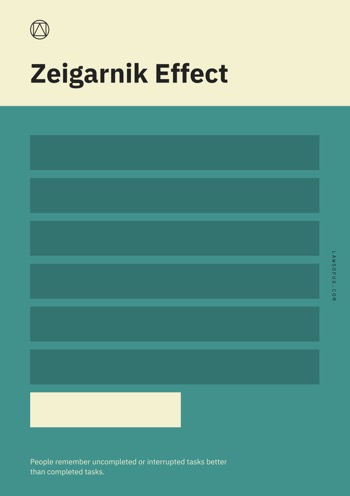 Zeigarnik Effect
LAWSOFUX.COM
People remember uncompleted or interrupted tasks better
than completed tasks.